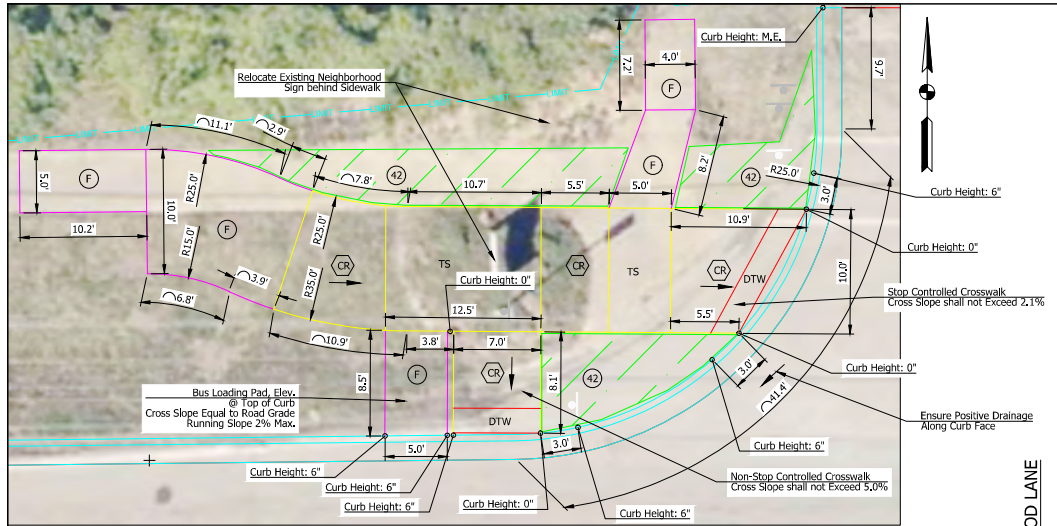 Curb Height: M.E.
9.7'
7.2'
4.0'
F
Relocate Existing Neighborhood
Sign behind Sidewalk
11.1'
2.9'
5.0'
F
10.0'
R25.0'
7.8'
42
10.7'
5.5'
F
5.0'
8.2'
42
R25.0'
3.0'
Curb Height: 6"
10.9'
Curb Height: 0"
10.2'
F
R15.0'
R25.0'
R35.0'
CR
TS
CR
TS
CR
DTW
10.0'
3.9'
6.8'
Curb Height: 0"
12.5'
5.5'
Stop Controlled Crosswalk
Cross Slope shall not Exceed 2.1%
10.9'
3.8'
7.0'
8.5'
F
CR
8.1'
42
3.0'
Curb Height: 0"
41.4'
Bus Loading Pad, Elev.
@ Top of Curb
Cross Slope Equal to Road Grade
Running Slope 2% Max.
DTW
Ensure Positive Drainage
Along Curb Face
5.0'
3.0'
Curb Height: 6"
Curb Height: 6"
Curb Height: 6"
Curb Height: 6"
Curb Height: 0"
Curb Height: 6"
Non-Stop Controlled Crosswalk
Cross Slope shall not Exceed 5.0%
OD LANE